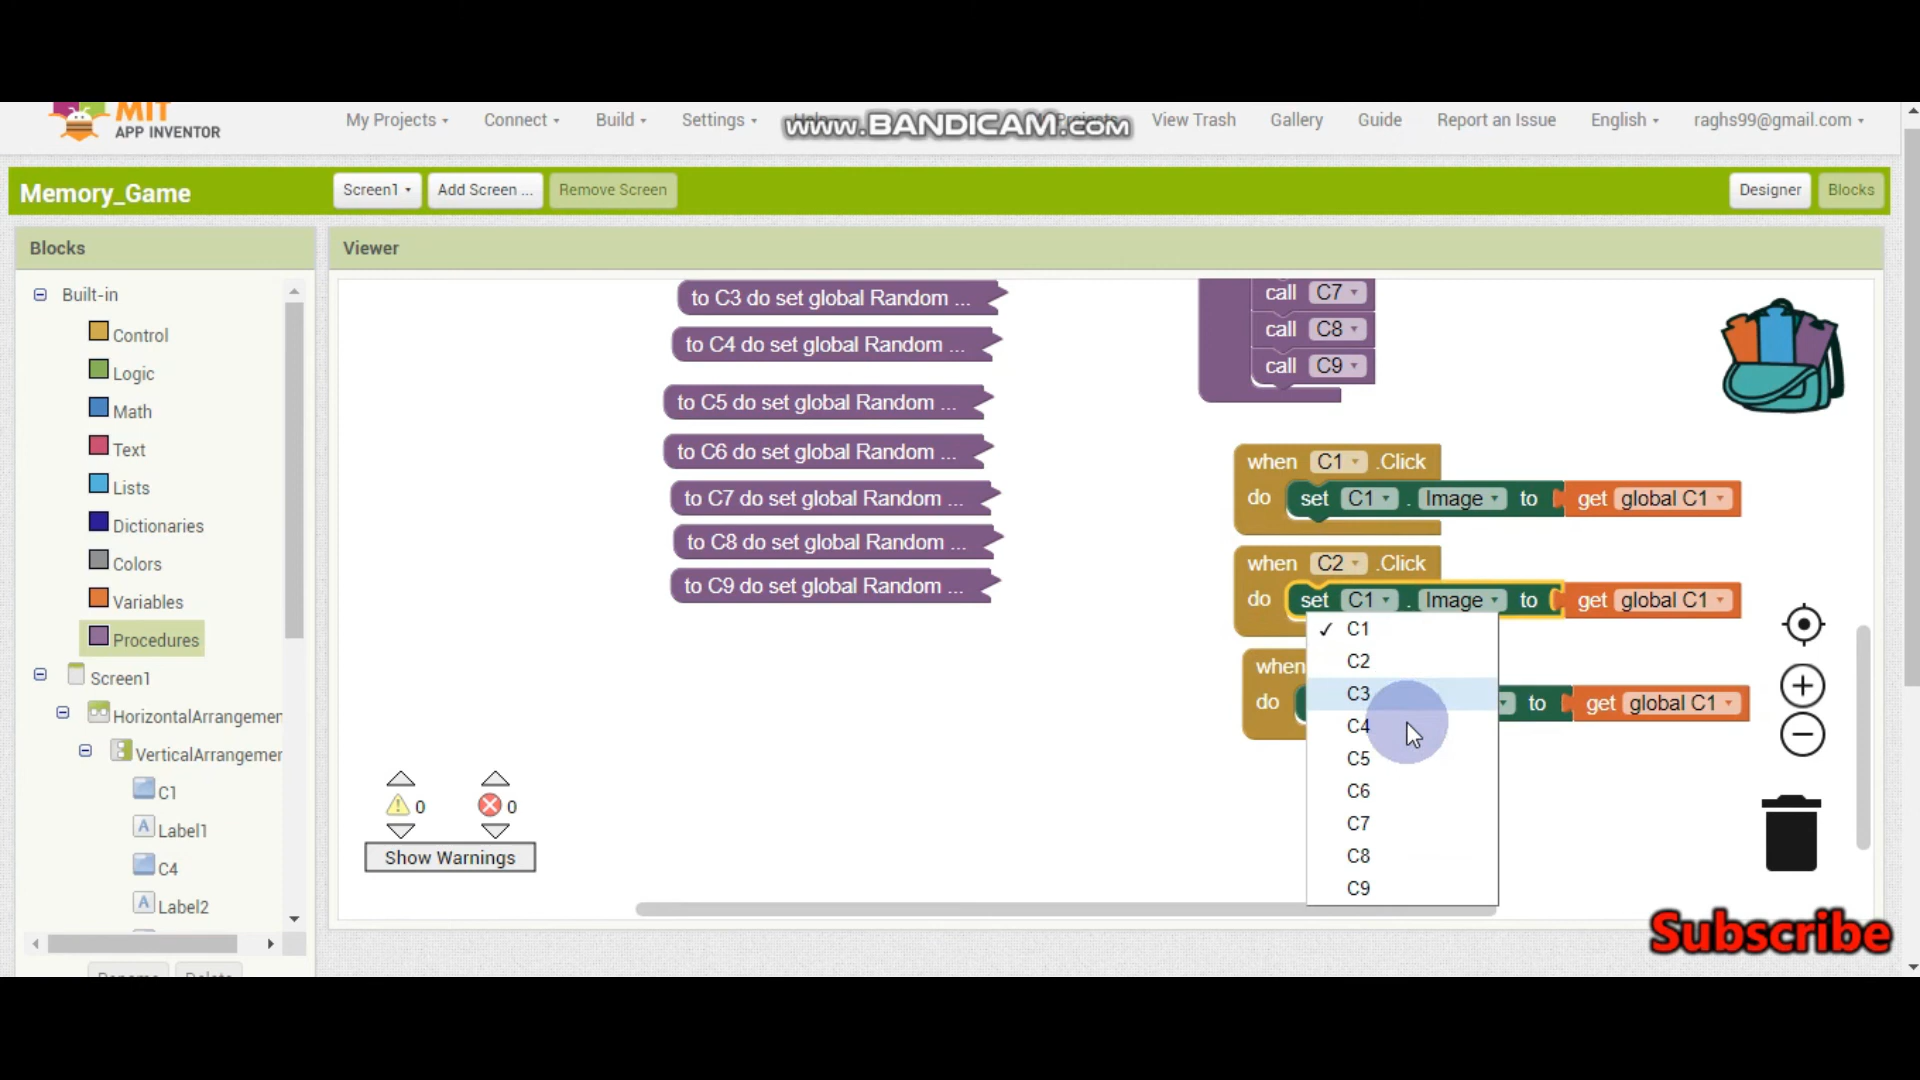 MIT
APP INVENTOR
My Projects
Connect
Build
Settings
www.BANDICAM.com
View Trash
Gallery
Guide
Report an Issue
English
raghs99@gmail.com
Memory_Game
Screen1
Add Screen ...
Remove Screen
Designer
Blocks
Blocks
Viewer
Built-in
Control
Logic
Math
Text
Lists
Dictionaries
Colors
Variables
Procedures
Screen1
HorizontalArrangemen
VerticalArrangemer
C1
A Label1
C4
A Label2
to C3 do set global Random ...
to C4 do set global Random ...
to C5 do set global Random ...
to C6 do set global Random ...
to C7 do set global Random ...
to C8 do set global Random ...
to C9 do set global Random ...
call C7
call C8
call C9
when C1 .Click
do set C1 . Image to get global C1
when C2 .Click
do set C1 . Image to get global C1
when
do to get global C1
✓ C1
C2
C3
C4
C5
C6
C7
C8
C9
0 0
Show Warnings
Subscribe